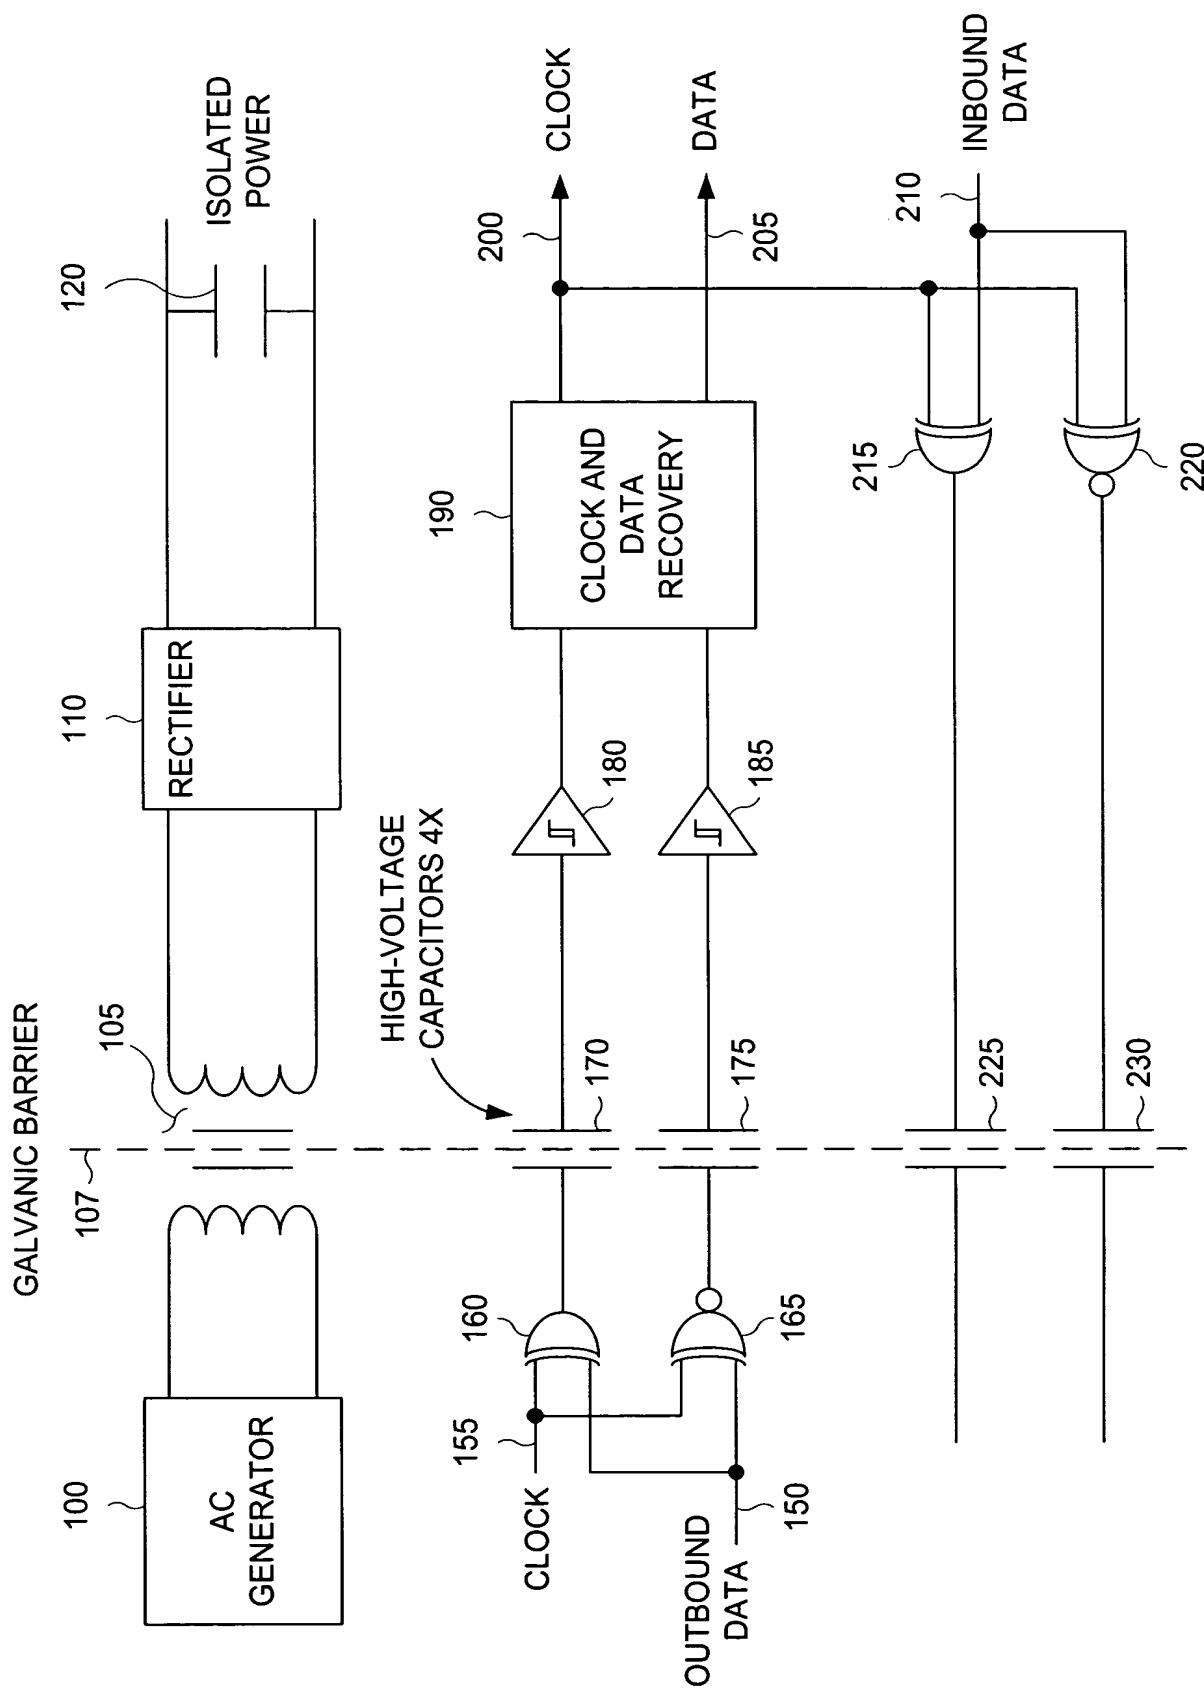 GALVANIC BARRIER
107
105
100
AC
GENERATOR
110
RECTIFIER
120
ISOLATED
POWER
HIGH-VOLTAGE
CAPACITORS 4X
CLOCK
155
160
170
180
190
CLOCK AND
DATA
RECOVERY
200
CLOCK
OUTBOUND
DATA
150
165
175
185
205
DATA
225
215
210
INBOUND
DATA
230
220